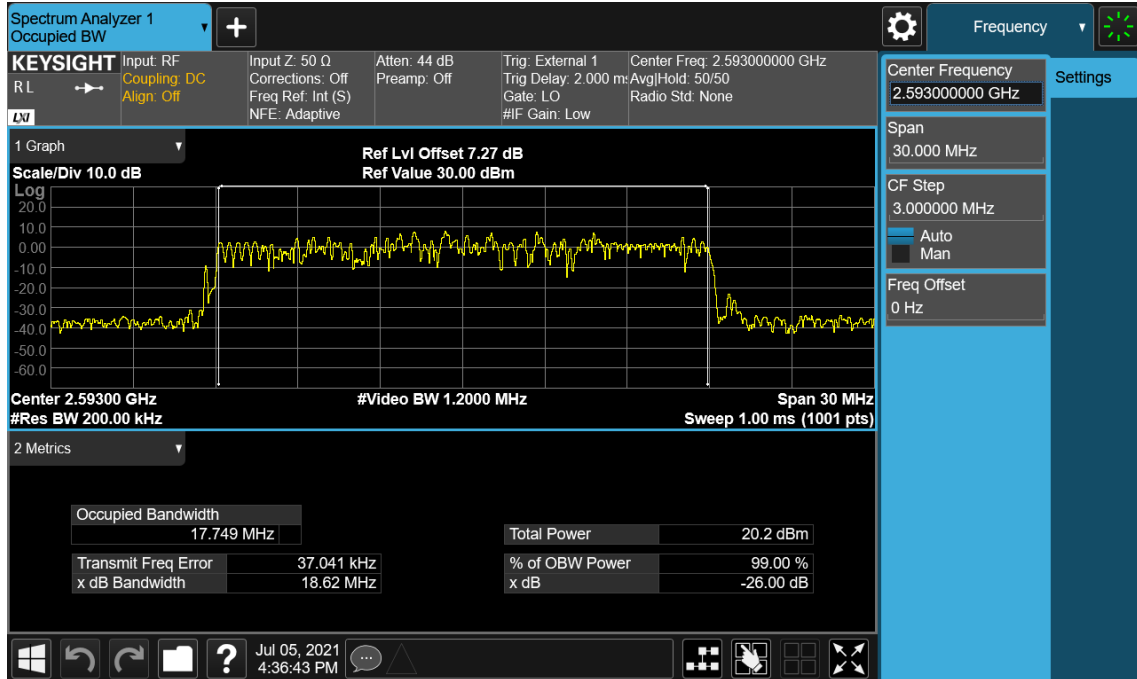 Spectrum Analyzer 1
Occupied BW
+
Frequency
KEYSIGHT
R L
LXI
Input: RF
Coupling: DC
Align: Off
Input Z: 50 Ω
Corrections: Off
Freq Ref: Int (S)
NFE: Adaptive
Atten: 44 dB
Preamp: Off
Trig: External 1
Trig Delay: 2.000 ms
Gate: LO
#IF Gain: Low
Center Freq: 2.593000000 GHz
Avg|Hold: 50/50
Radio Std: None
Center Frequency
2.593000000 GHz
Settings
Span
30.000 MHz
CF Step
3.000000 MHz
Auto
Man
Freq Offset
0 Hz
1 Graph
Scale/Div 10.0 dB
Ref Lvl Offset 7.27 dB
Ref Value 30.00 dBm
Log
20.0
10.0
0.00
-10.0
-20.0
-30.0
-40.0
-50.0
-60.0
Center 2.59300 GHz
#Video BW 1.2000 MHz
Span 30 MHz
#Res BW 200.00 kHz
Sweep 1.00 ms (1001 pts)
2 Metrics
Occupied Bandwidth
17.749 MHz
Total Power 20.2 dBm
Transmit Freq Error 37.041 kHz
% of OBW Power 99.00 %
x dB Bandwidth 18.62 MHz
x dB -26.00 dB
?
Jul 05, 2021
4:36:43 PM